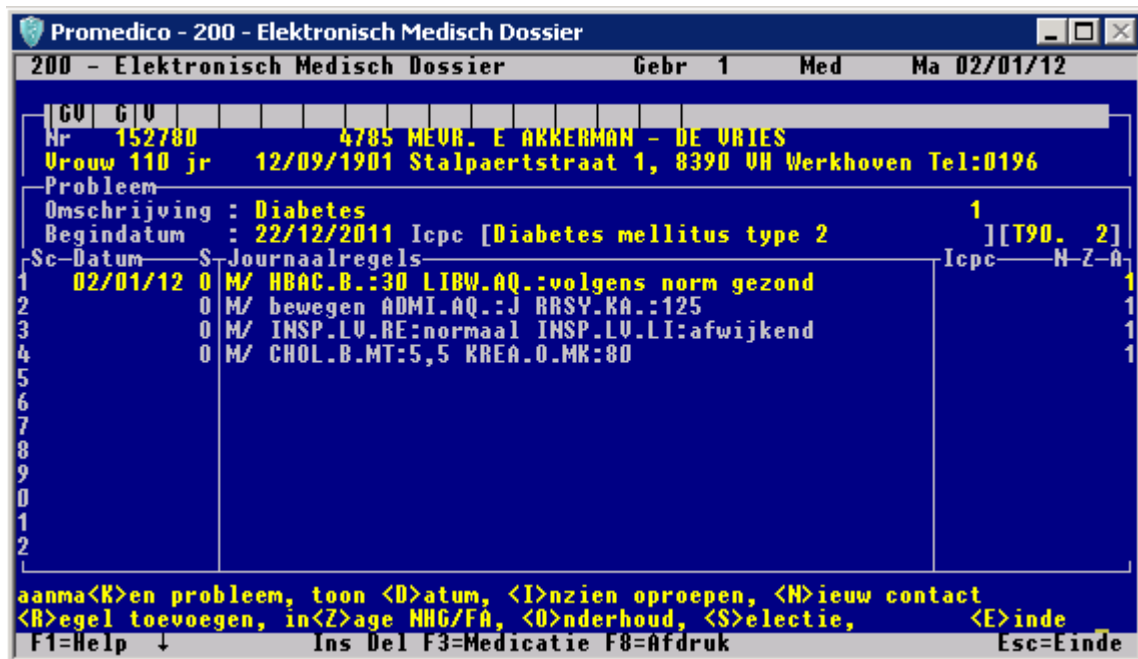 Promedico - 200 - Elektronisch Medisch Dossier
200 - Elektronisch Medisch Dossier Gebr 1 Med Ma 02/01/12
GV G V
Nr 152780 4785 MEVR. E AKKERMAN - DE VRIES
Vrouw 110 jr 12/09/1901 Stalpaertstraat 1, 8390 VH Werkhoven Tel:0196
Probleem
Omschrijving : Diabetes 1
Begindatum : 22/12/2011 Icpc [Diabetes mellitus type 2 ][T90. 2]
Sc-Datum S Journaalregels Icpc N-Z-A
1 02/01/12 O M/ HBAC.B.:30 LIBW.AQ.:volgens norm gezond 1
2 O M/ bewegen ADMI.AQ.:J RRSY.KA.:125 1
3 O M/ INSP.LV.RE:normaal INSP.LV.LI:afwijkend 1
4 O M/ CHOL.B.MT:5,5 KREA.O.MK:80 1
5
6
7
8
9
0
1
2
aanma<K>en probleem, toon <D>atum, <I>nzien oproepen, <N>ieuw contact
<R>egel toevoegen, in<Z>age NHG/FA, <O>nderhoud, <S>electie, <E>inde
F1=Help ↓ Ins Del F3=Medicatie F8=Afdruk Esc=Einde